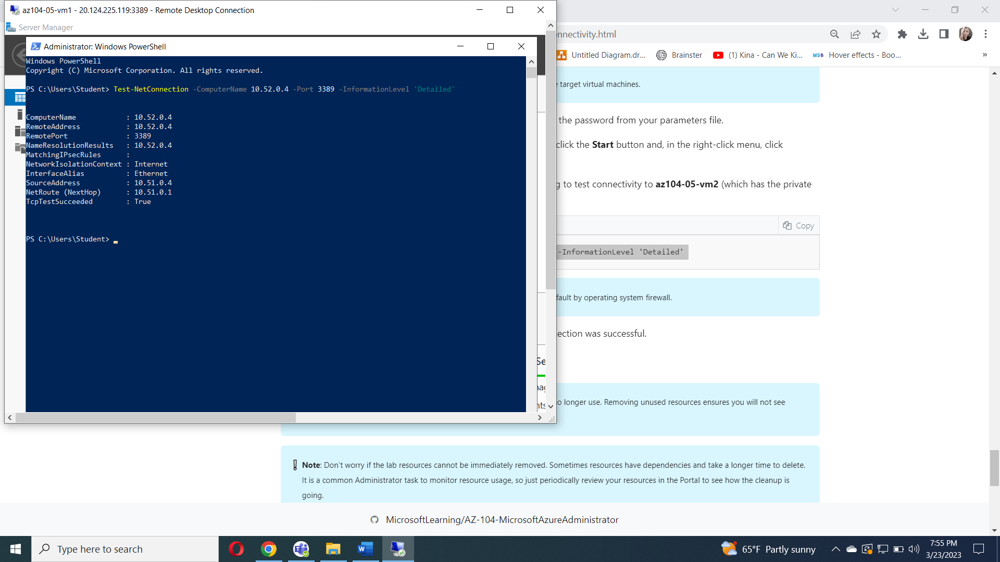 az104-05-vm1 - 20.124.225.119:3389 - Remote Desktop Connection
Server Manager
Administrator: Windows PowerShell
Windows PowerShell
Copyright (C) Microsoft Corporation. All rights reserved.
PS C:\Users\Student> Test-NetConnection -ComputerName 10.52.0.4 -Port 3389 -InformationLevel 'Detailed'
ComputerName : 10.52.0.4
RemoteAddress : 10.52.0.4
RemotePort : 3389
NameResolutionResults : 10.52.0.4
MatchingIPsecRules :
NetworkIsolationContext : Internet
InterfaceAlias : Ethernet
SourceAddress : 10.51.0.4
NetRoute (NextHop) : 10.51.0.1
TcpTestSucceeded : True
PS C:\Users\Student>
nnectivity.html
Untitled Diagram.dr...
Brainster
(1) Kina - Can We Ki...
MDB
Hover effects - Boo...
»
e target virtual machines.
the password from your parameters file.
click the Start button and, in the right-click menu, click
g to test connectivity to az104-05-vm2 (which has the private
Copy
-InformationLevel 'Detailed'
fault by operating system firewall.
ection was successful.
Se
nag
nts
o longer use. Removing unused resources ensures you will not see
Note: Don't worry if the lab resources cannot be immediately removed. Sometimes resources have dependencies and take a longer time to delete.
It is a common Administrator task to monitor resource usage, so just periodically review your resources in the Portal to see how the cleanup is
going.
MicrosoftLearning/AZ-104-MicrosoftAzureAdministrator
Type here to search
65°F Partly sunny
7:55 PM
3/23/2023